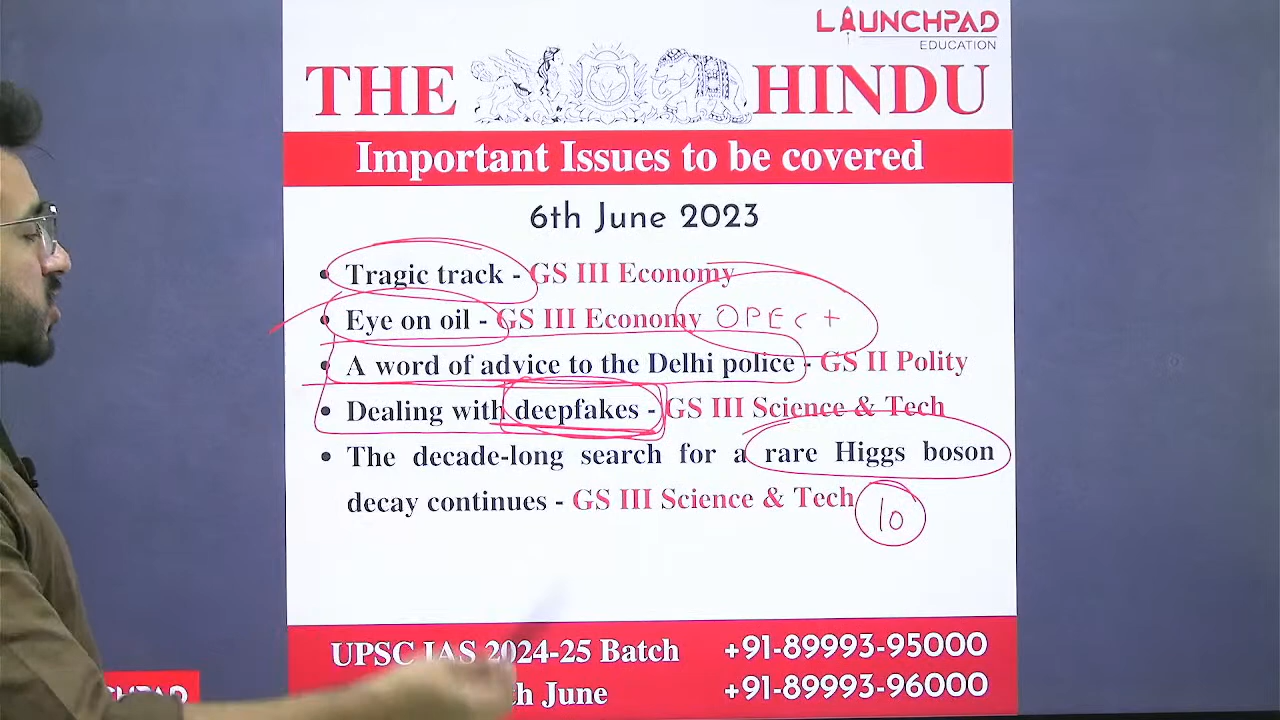 LAUNCHPAD
EDUCATION
THE HINDU
Important Issues to be covered
6th June 2023
• Tragic track - GS III Economy
• Eye on oil - GS III Economy OPEC +
• A word of advice to the Delhi police - GS II Polity
• Dealing with deepfakes - GS III Science & Tech
• The decade-long search for a rare Higgs boson
decay continues - GS III Science & Tech
10
UPSC IAS 2024-25 Batch +91-89993-95000
June +91-89993-96000